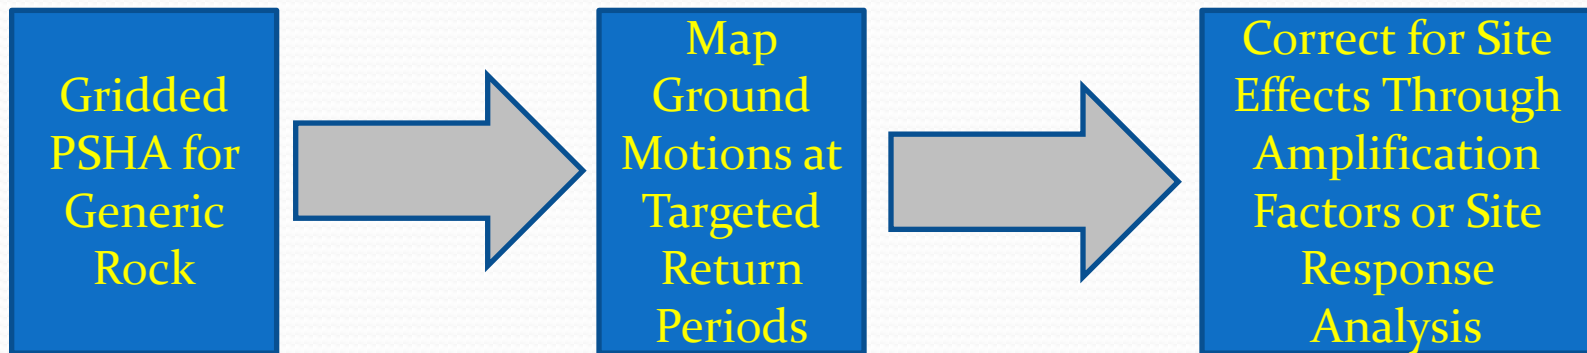 Gridded
PSHA for
Generic
Rock
Map
Ground
Motions at
Targeted
Return
Periods
Correct for Site
Effects Through
Amplification
Factors or Site
Response
Analysis